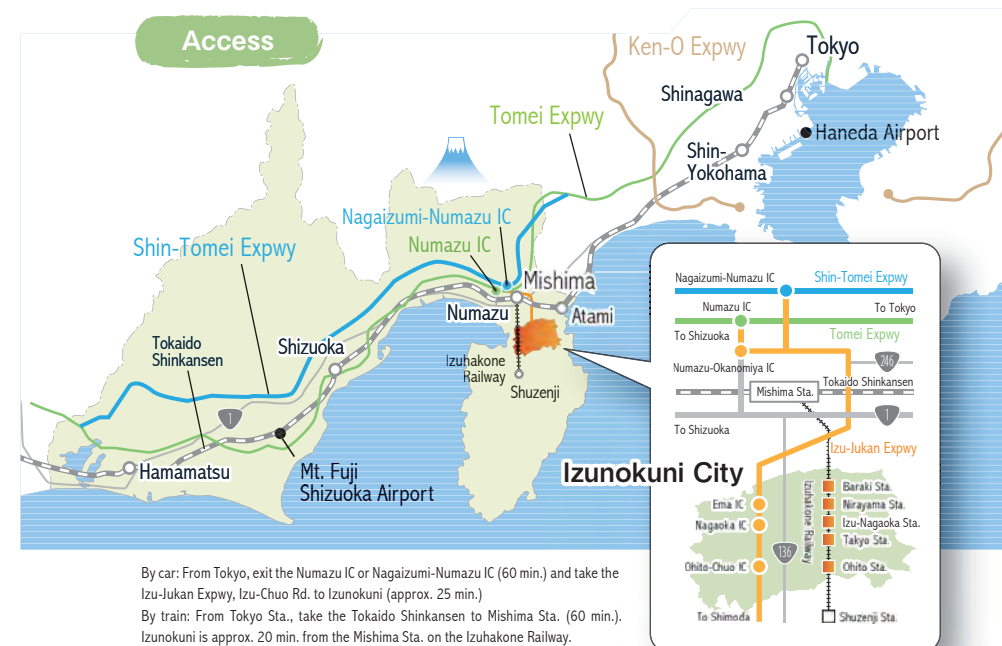 Access
Ken-O Expwy
Tokyo
Shinagawa
Tomei Expwy
Haneda Airport
Shin-
Yokohama
Nagaizumi-Numazu IC
Numazu IC
Shin-Tomei Expwy
Mishima
Numazu
Atami
Tokaido
Shinkansen
Shizuoka
Izuhakone
Railway
Shuzenji
1
Hamamatsu
Mt. Fuji
Shizuoka Airport
Izunokuni City
Nagaizumi-Numazu IC
Shin-Tomei Expwy
Numazu IC
To Tokyo
To Shizuoka
Tomei Expwy
246
Numazu-Okanomiya IC
Tokaido Shinkansen
Mishima Sta.
1
To Shizuoka
Izu-Jukan Expwy
Izuhakone Railway
Baraki Sta.
Ema IC
Nirayama Sta.
Nagaoka IC
Izu-Nagaoka Sta.
Takyo Sta.
136
Ohito-Chuo IC
Ohito Sta.
To Shimoda
Shuzenji Sta.
By car: From Tokyo, exit the Numazu IC or Nagaizumi-Numazu IC (60 min.) and take the
Izu-Jukan Expwy, Izu-Chuo Rd. to Izunokuni (approx. 25 min.)
By train: From Tokyo Sta., take the Tokaido Shinkansen to Mishima Sta. (60 min.).
Izunokuni is approx. 20 min. from the Mishima Sta. on the Izuhakone Railway.